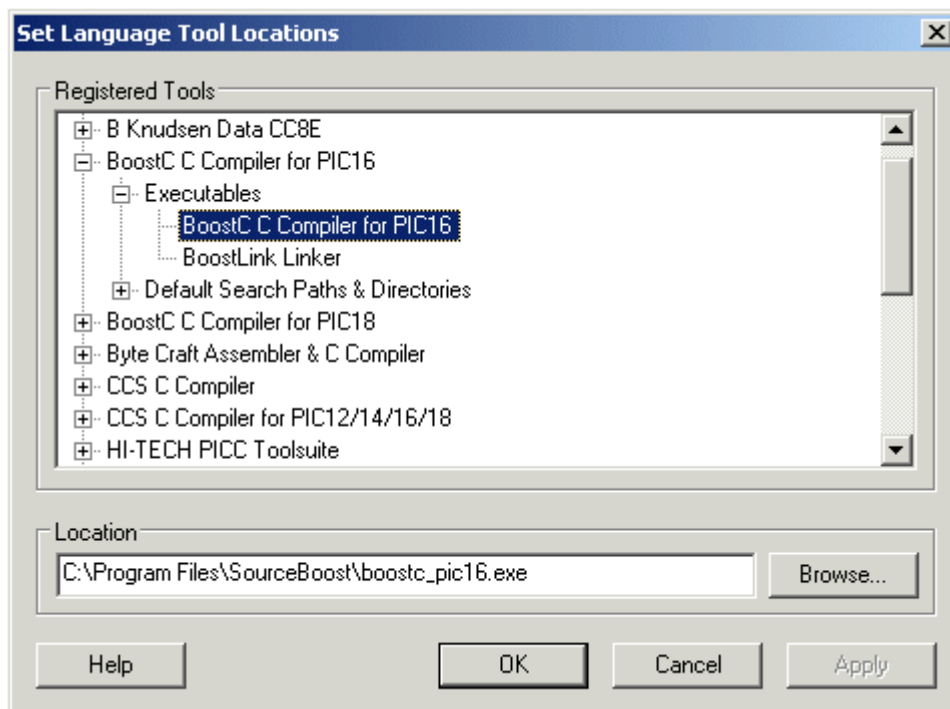 Set Language Tool Locations
Registered Tools
B Knudsen Data CC8E
BoostC C Compiler for PIC16
Executables
BoostC C Compiler for PIC16
BoostLink Linker
Default Search Paths & Directories
BoostC C Compiler for PIC18
Byte Craft Assembler & C Compiler
CCS C Compiler
CCS C Compiler for PIC12/14/16/18
HI-TECH PICC Toolsuite
Location
C:\Program Files\SourceBoost\boostc_pic16.exe
Browse...
Help
OK
Cancel
Apply